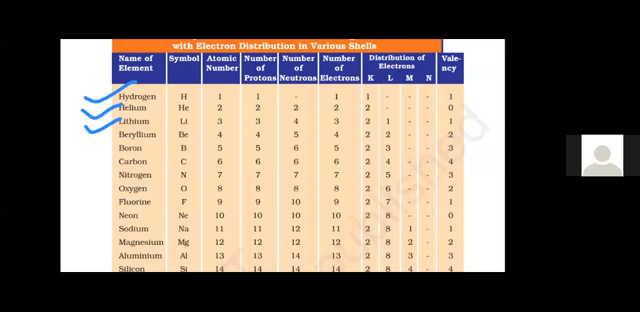 with Electron Distribution in Various Shells
Name of Element Symbol Atomic Number Number of Protons Number of Neutrons Number of Electrons Distribution of Electrons K L M N Vale- ncy
Hydrogen H 1 1 - 1 1 - - - 1
Helium He 2 2 2 2 2 - - - 0
Lithium Li 3 3 4 3 2 1 - - 1
Beryllium Be 4 4 5 4 2 2 - - 2
Boron B 5 5 6 5 2 3 - - 3
Carbon C 6 6 6 6 2 4 - - 4
Nitrogen N 7 7 7 7 2 5 - - 3
Oxygen O 8 8 8 8 2 6 - - 2
Fluorine F 9 9 10 9 2 7 - - 1
Neon Ne 10 10 10 10 2 8 - - 0
Sodium Na 11 11 12 11 2 8 1 - 1
Magnesium Mg 12 12 12 12 2 8 2 - 2
Aluminium Al 13 13 14 13 2 8 3 - 3
Silicon Si 14 14 14 14 2 8 4 - 4
published